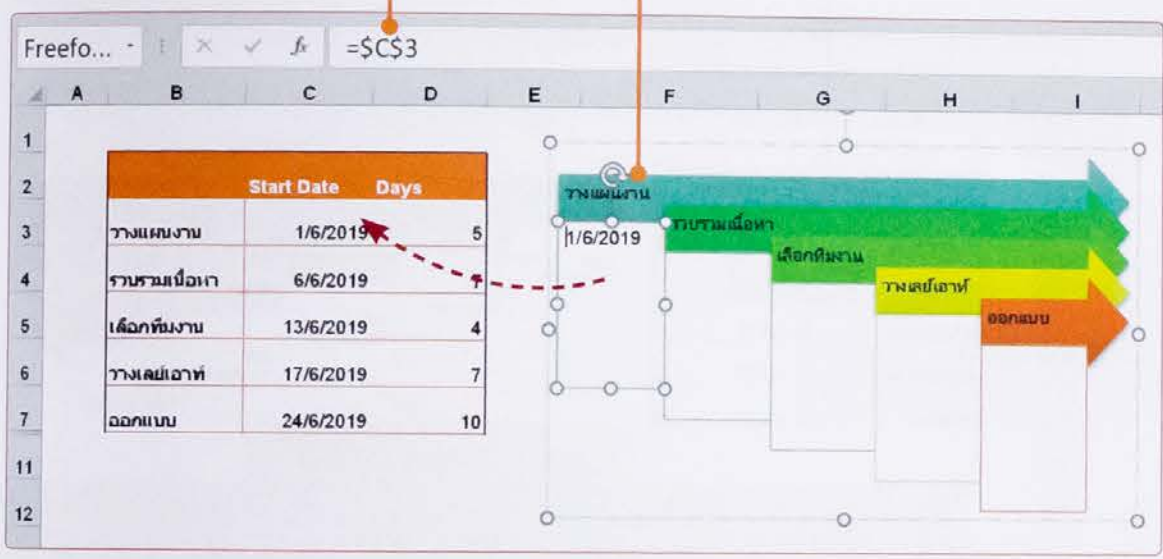 Freefo... fx =$C$3
A B C D E F G H I
1
2 Start Date Days
3 วางแผนงาน 1/6/2019 5
4 รวบรวมเนื้อหา 6/6/2019 7
5 เลือกทีมงาน 13/6/2019 4
6 วางเลย์เอาท์ 17/6/2019 7
7 ออกแบบ 24/6/2019 10
11
12
วางแผนงาน
1/6/2019
รวบรวมเนื้อหา
เลือกทีมงาน
วางเลย์เอาท์
ออกแบบ